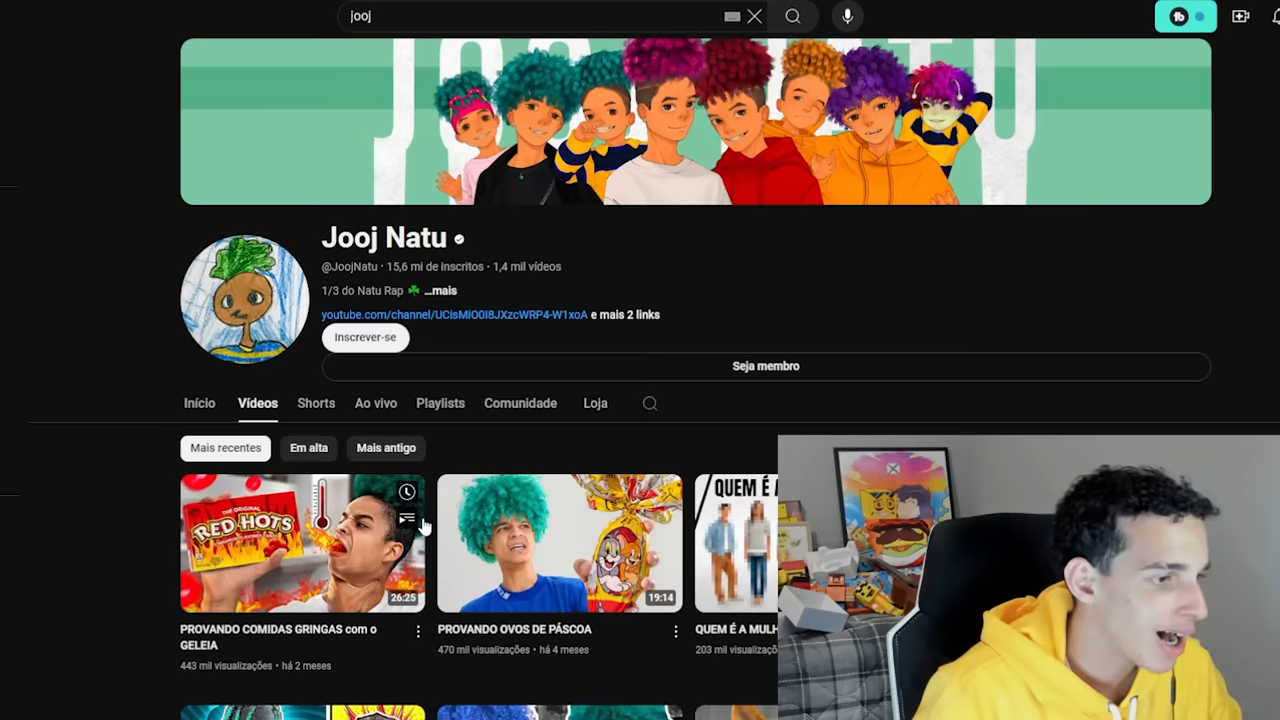 jooj
JOOJ NATU
Jooj Natu
@JoojNatu · 15,6 mi de inscritos · 1,4 mil vídeos
1/3 do Natu Rap ☘️ ...mais
youtube.com/channel/UCisMiO0I8JXzcWRP4-W1xoA e mais 2 links
Inscrever-se
Seja membro
Início Vídeos Shorts Ao vivo Playlists Comunidade Loja
Mais recentes Em alta Mais antigo
THE ORIGINAL
RED HOTS
26:25
19:14
QUEM É A
PROVANDO COMIDAS GRINGAS com o
GELEIA
443 mil visualizações • há 2 meses
PROVANDO OVOS DE PÁSCOA
470 mil visualizações • há 4 meses
QUEM É A MULH
203 mil visualizaçõ